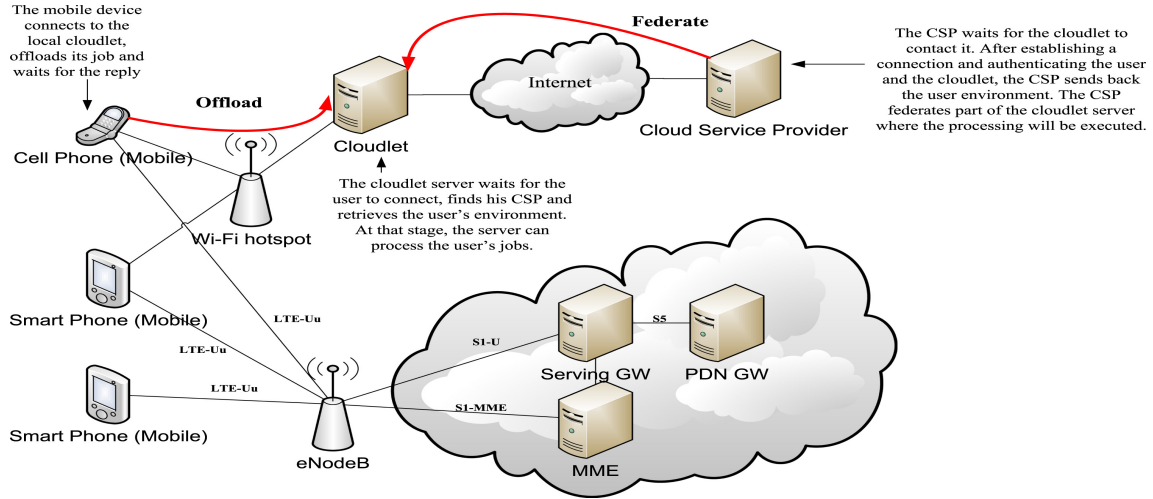 The mobile device
connects to the
local cloudlet,
offloads its job and
waits for the reply
Federate
The CSP waits for the cloudlet to
contact it. After establishing a
connection and authenticating the user
and the cloudlet, the CSP sends back
the user environment. The CSP
federates part of the cloudlet server
where the processing will be executed.
Offload
Internet
Cell Phone (Mobile)
Cloudlet
Cloud Service Provider
The cloudlet server waits for the
user to connect, finds his CSP and
retrieves the user's environment.
At that stage, the server can
process the user's jobs.
Wi-Fi hotspot
Smart Phone (Mobile)
LTE-Uu
LTE-Uu
S1-U
S5
Serving GW
PDN GW
LTE-Uu
S1-MME
Smart Phone (Mobile)
eNodeB
MME